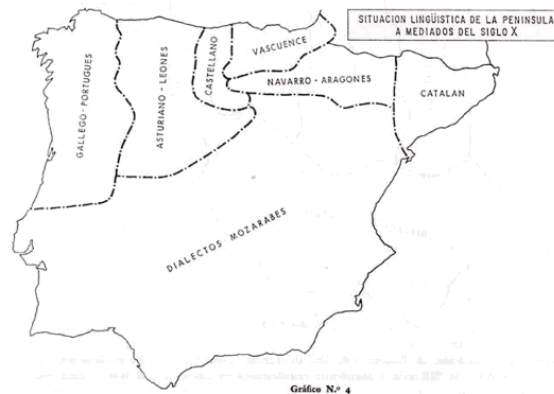 SITUACION LINGÜISTICA DE LA PENINSULA
A MEDIADOS DEL SIGLO X
GALLEGO-PORTUGUES
ASTURIANO-LEONES
CASTELLANO
VASCUENCE
NAVARRO-ARAGONES
CATALAN
DIALECTOS MOZARABES
Gráfico N.º 4